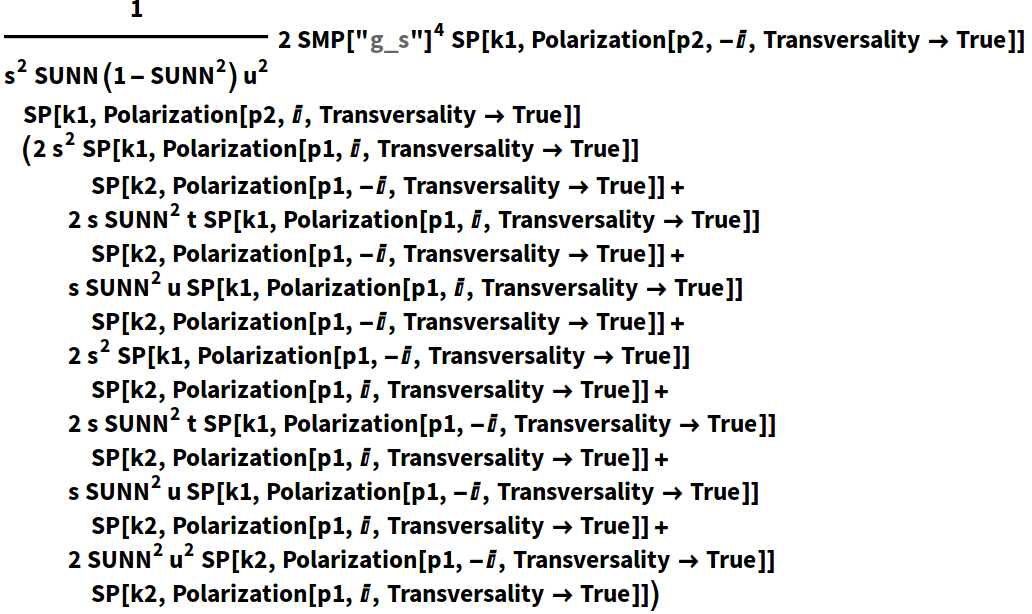 1
2 SMP["g_s"]^4 SP[k1, Polarization[p2, -ⅈ, Transversality → True]]
s^2 SUNN (1 - SUNN^2) u^2
SP[k1, Polarization[p2, ⅈ, Transversality → True]]
(2 s^2 SP[k1, Polarization[p1, ⅈ, Transversality → True]]
SP[k2, Polarization[p1, -ⅈ, Transversality → True]] +
2 s SUNN^2 t SP[k1, Polarization[p1, ⅈ, Transversality → True]]
SP[k2, Polarization[p1, -ⅈ, Transversality → True]] +
s SUNN^2 u SP[k1, Polarization[p1, ⅈ, Transversality → True]]
SP[k2, Polarization[p1, -ⅈ, Transversality → True]] +
2 s^2 SP[k1, Polarization[p1, -ⅈ, Transversality → True]]
SP[k2, Polarization[p1, ⅈ, Transversality → True]] +
2 s SUNN^2 t SP[k1, Polarization[p1, -ⅈ, Transversality → True]]
SP[k2, Polarization[p1, ⅈ, Transversality → True]] +
s SUNN^2 u SP[k1, Polarization[p1, -ⅈ, Transversality → True]]
SP[k2, Polarization[p1, ⅈ, Transversality → True]] +
2 SUNN^2 u^2 SP[k2, Polarization[p1, -ⅈ, Transversality → True]]
SP[k2, Polarization[p1, ⅈ, Transversality → True]])